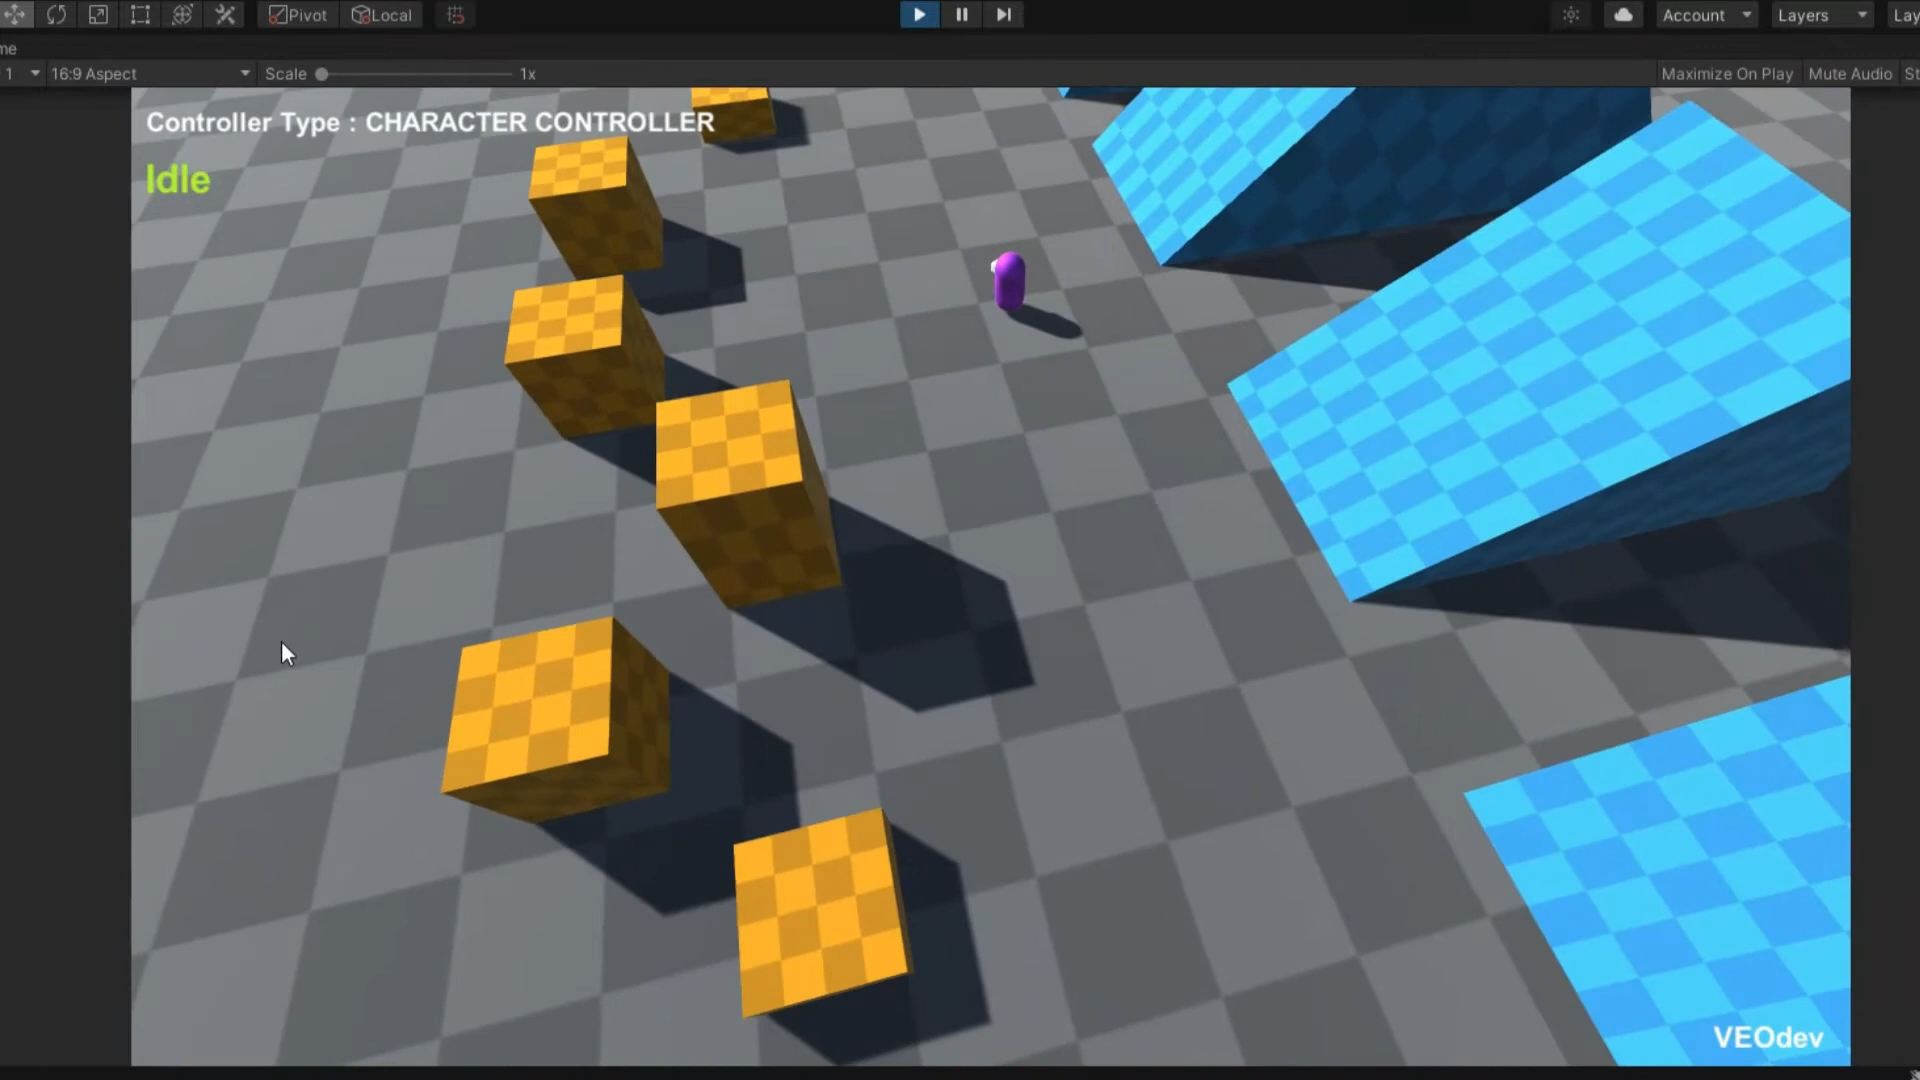 Pivot
Local
Account
Layers
Lay
me
1
16:9 Aspect
Scale
1x
Maximize On Play
Mute Audio
St
Controller Type : CHARACTER CONTROLLER
Idle
VEOdev